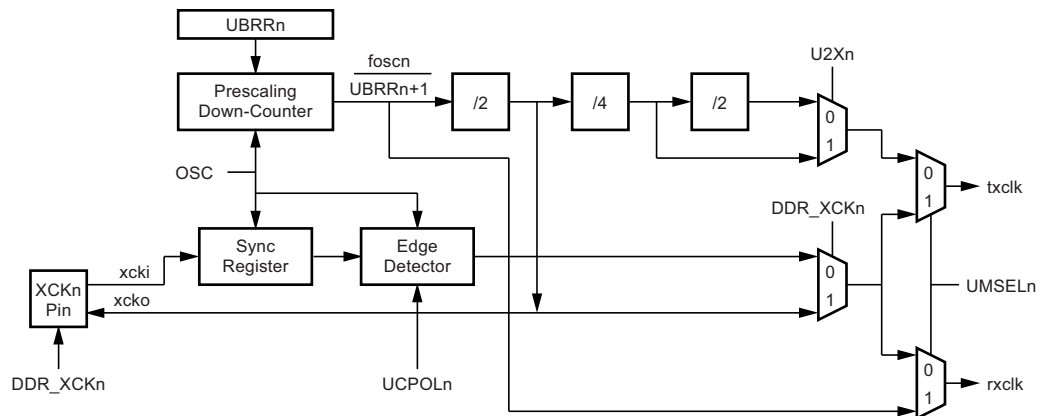 UBRRn
foscn
UBRRn+1
U2Xn
Prescaling
Down-Counter
/2
/4
/2
0
1
OSC
0
1
txclk
DDR_XCKn
xcki
Sync
Register
Edge
Detector
0
1
XCKn
Pin
xcko
UMSELn
DDR_XCKn
UCPOLn
0
1
rxclk